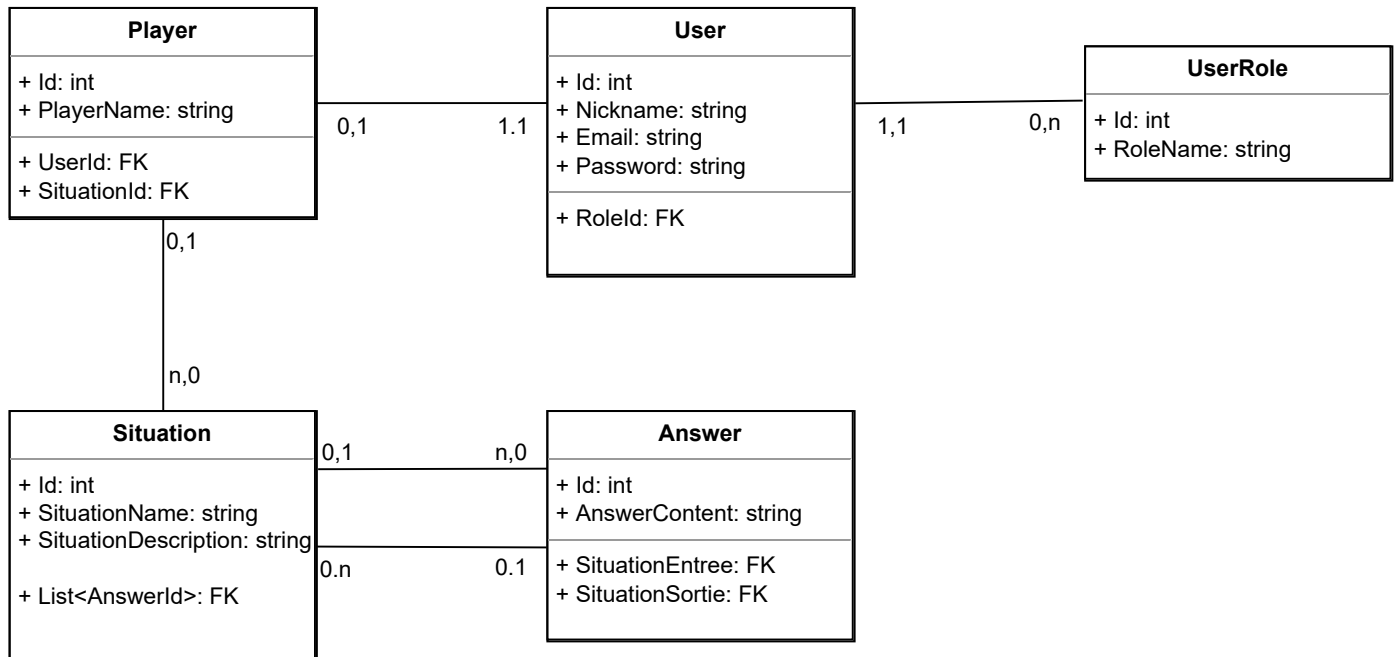 Player
+ Id: int
+ PlayerName: string
+ UserId: FK
+ SituationId: FK
0,1
1.1
User
+ Id: int
+ Nickname: string
+ Email: string
+ Password: string
+ RoleId: FK
1,1
0,n
UserRole
+ Id: int
+ RoleName: string
0,1
n,0
Situation
+ Id: int
+ SituationName: string
+ SituationDescription: string
+ List<AnswerId>: FK
0,1
n,0
0.n
0.1
Answer
+ Id: int
+ AnswerContent: string
+ SituationEntree: FK
+ SituationSortie: FK